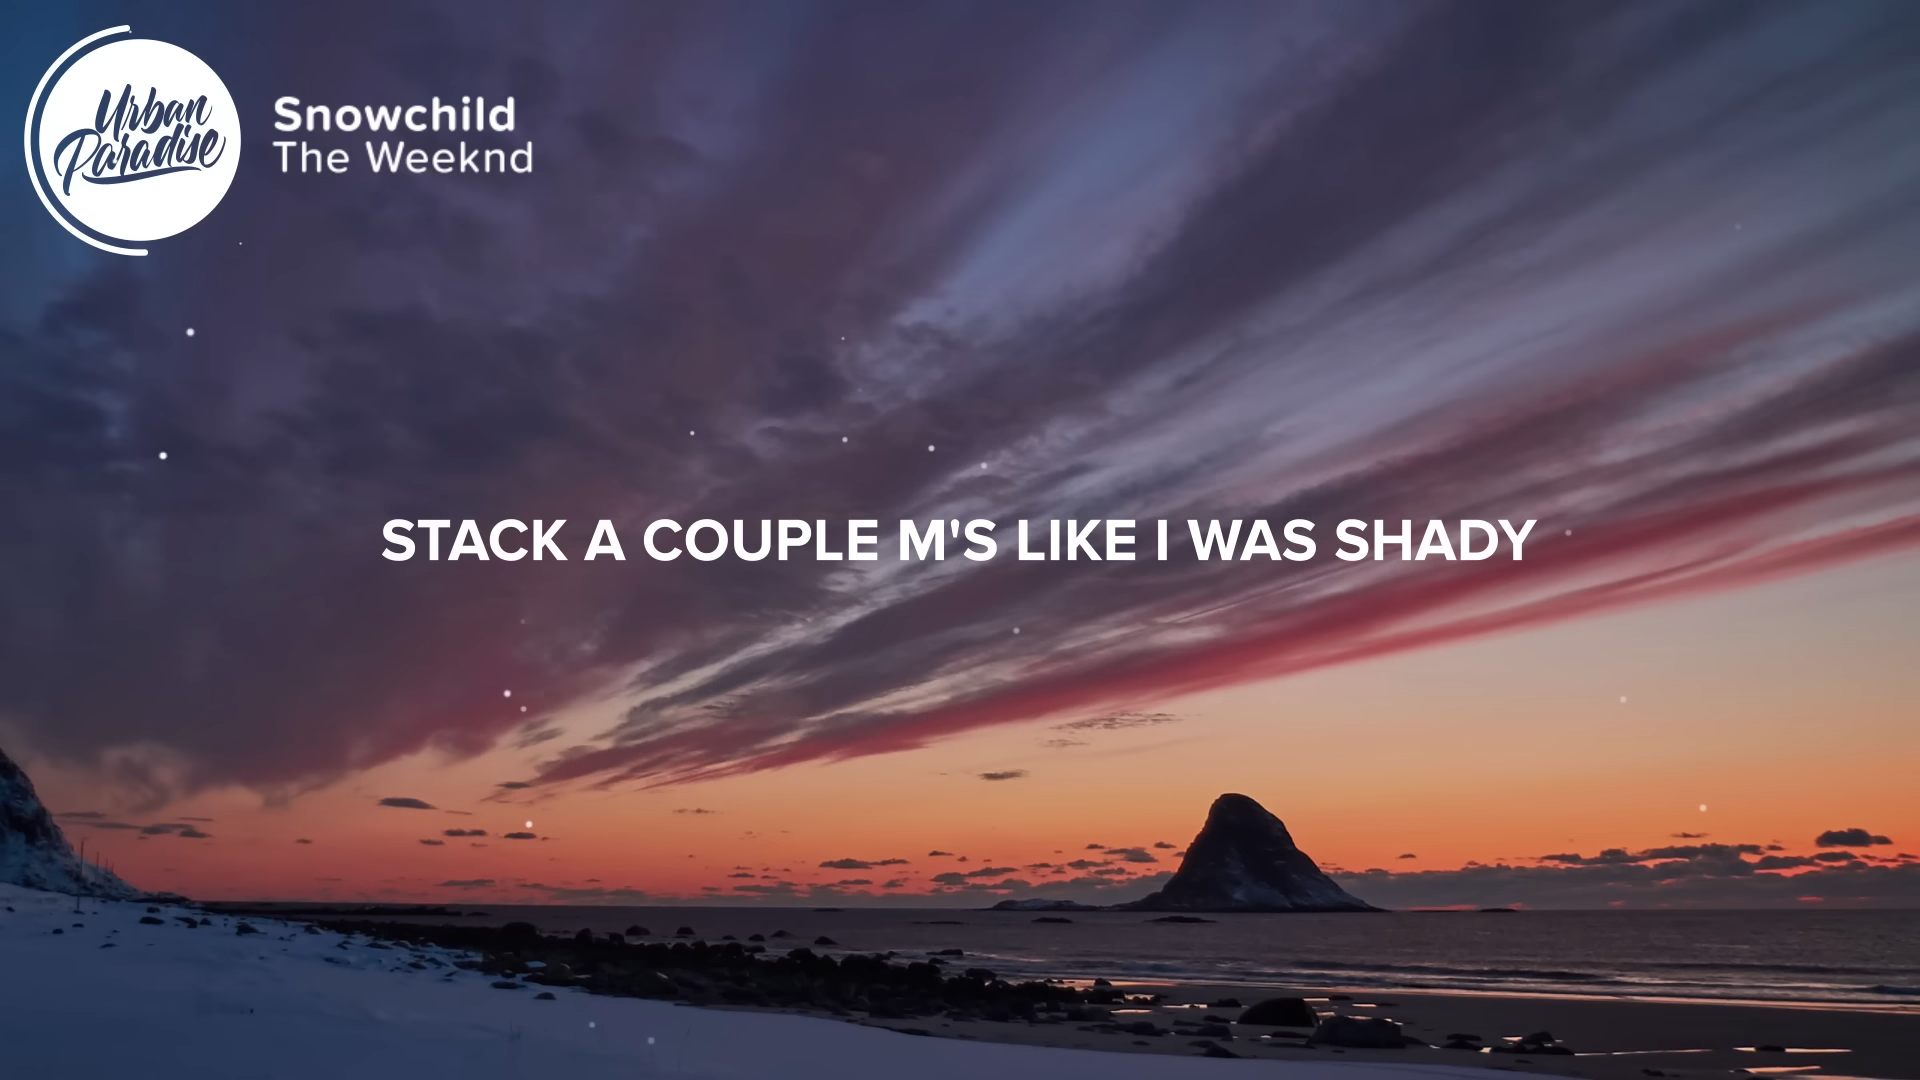 Urban
Paradise
Snowchild
The Weeknd
STACK A COUPLE M'S LIKE I WAS SHADY